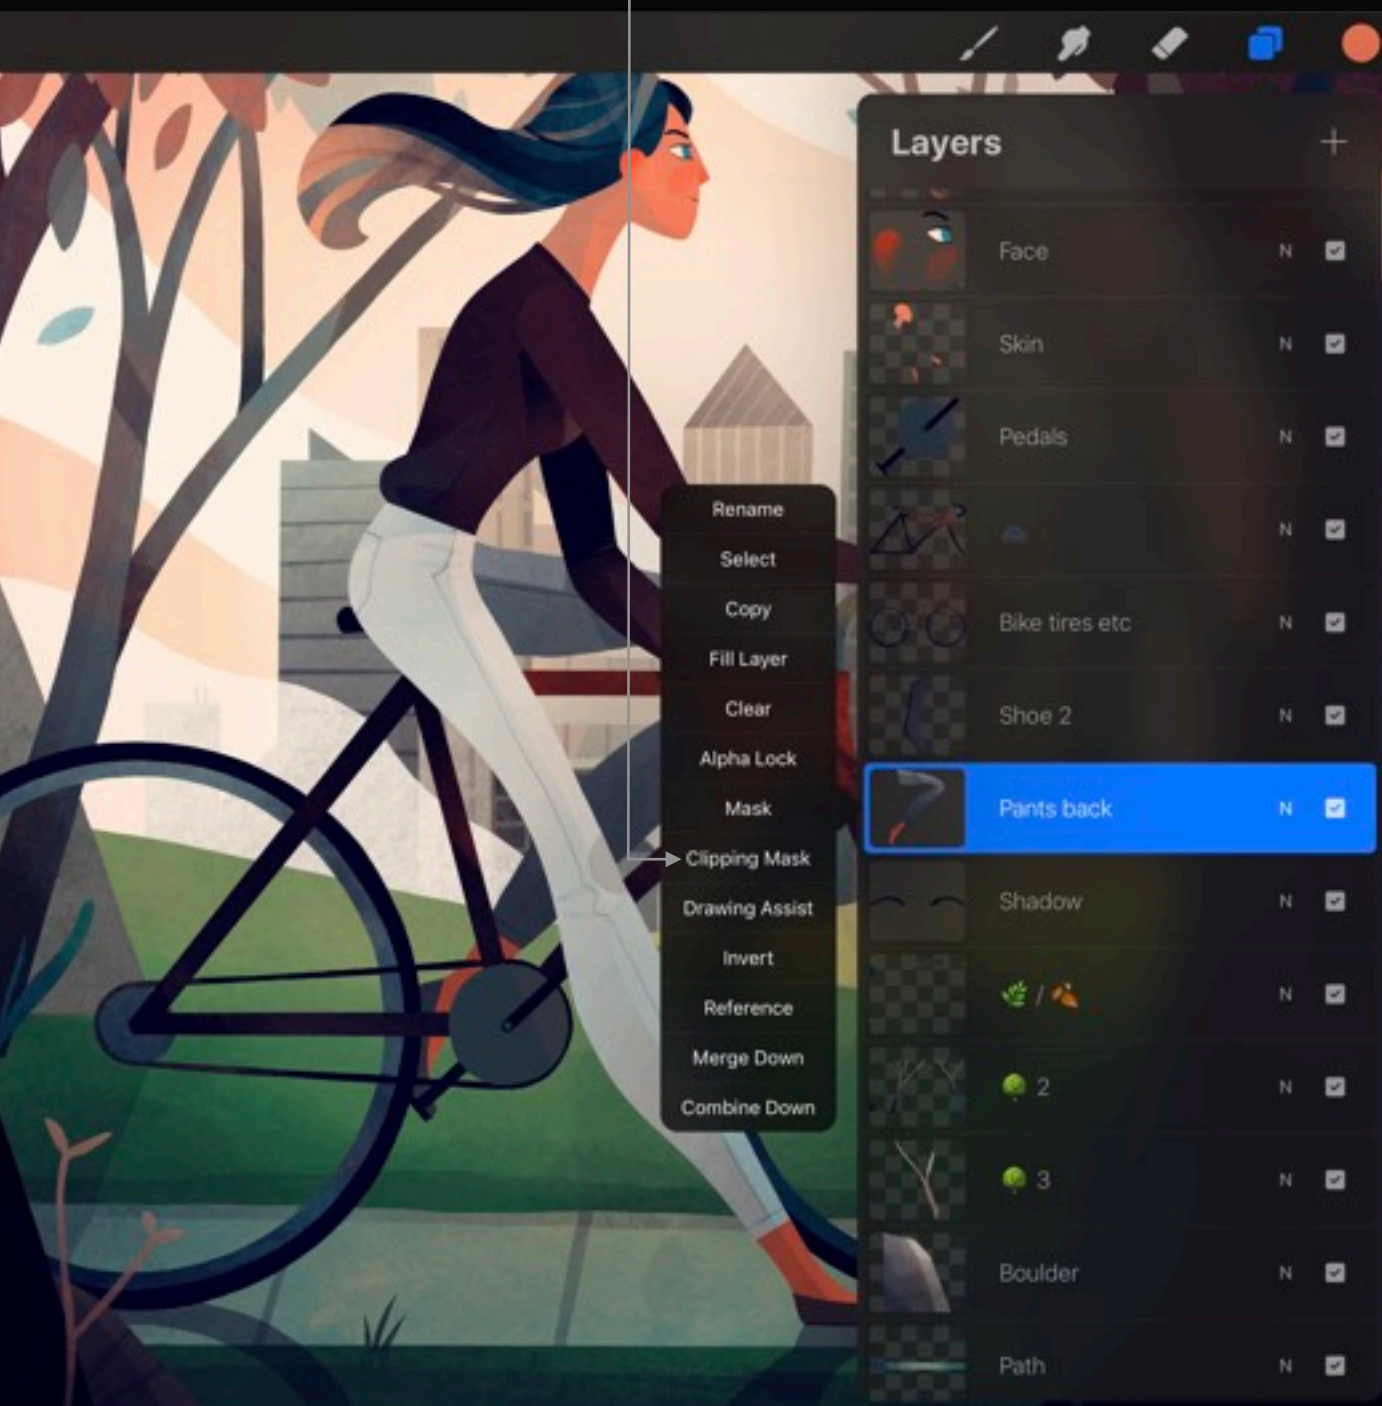 Layers
Face N
Skin N
Pedals N
N
Bike tires etc N
Shoe 2 N
Pants back N
Shadow N
🌿 / 🍂 N
🌳 2 N
🌳 3 N
Boulder N
Path N
Rename
Select
Copy
Fill Layer
Clear
Alpha Lock
Mask
Clipping Mask
Drawing Assist
Invert
Reference
Merge Down
Combine Down